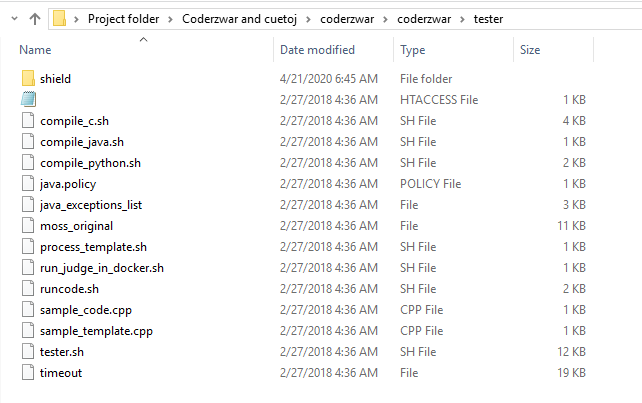 Project folder > Coderzwar and cuetoj > coderzwar > coderzwar > tester
Name Date modified Type Size
shield 4/21/2020 6:45 AM File folder
2/27/2018 4:36 AM HTACCESS File 1 KB
compile_c.sh 2/27/2018 4:36 AM SH File 4 KB
compile_java.sh 2/27/2018 4:36 AM SH File 1 KB
compile_python.sh 2/27/2018 4:36 AM SH File 2 KB
java.policy 2/27/2018 4:36 AM POLICY File 1 KB
java_exceptions_list 2/27/2018 4:36 AM File 3 KB
moss_original 2/27/2018 4:36 AM File 11 KB
process_template.sh 2/27/2018 4:36 AM SH File 1 KB
run_judge_in_docker.sh 2/27/2018 4:36 AM SH File 1 KB
runcode.sh 2/27/2018 4:36 AM SH File 2 KB
sample_code.cpp 2/27/2018 4:36 AM CPP File 1 KB
sample_template.cpp 2/27/2018 4:36 AM CPP File 1 KB
tester.sh 2/27/2018 4:36 AM SH File 12 KB
timeout 2/27/2018 4:36 AM File 19 KB